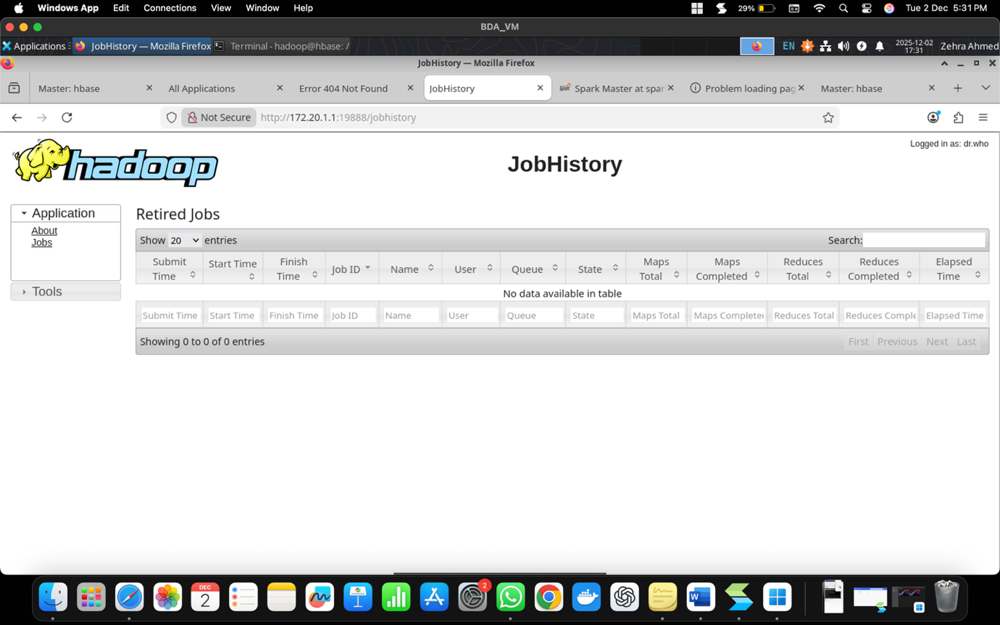 Windows App Edit Connections View Window Help 29% Tue 2 Dec 5:31 PM
BDA_VM
Applications JobHistory — Mozilla Firefox Terminal - hadoop@hbase: / EN 2025-12-02 17:31 Zehra Ahmed
JobHistory — Mozilla Firefox
Master: hbase All Applications Error 404 Not Found JobHistory Spark Master at spar Problem loading pag Master: hbase
Not Secure http://172.20.1.1:19888/jobhistory
Logged in as: dr.who
hadoop
JobHistory
Application
About
Jobs
Tools
Retired Jobs
Show 20 entries Search:
Submit Time Start Time Finish Time Job ID Name User Queue State Maps Total Maps Completed Reduces Total Reduces Completed Elapsed Time
No data available in table
Submit Time Start Time Finish Time Job ID Name User Queue State Maps Total Maps Completed Reduces Total Reduces Comple Elapsed Time
Showing 0 to 0 of 0 entries First Previous Next Last
DEC
2
2
W